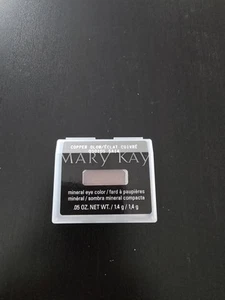 COPPER GLOW/ÉCLAT CUIVRÉ
MARY KAY
mineral eye color / fard à paupières
minéral / sombra mineral compacta
.05 OZ. NET WT. / 1,4 g / 1.4 g